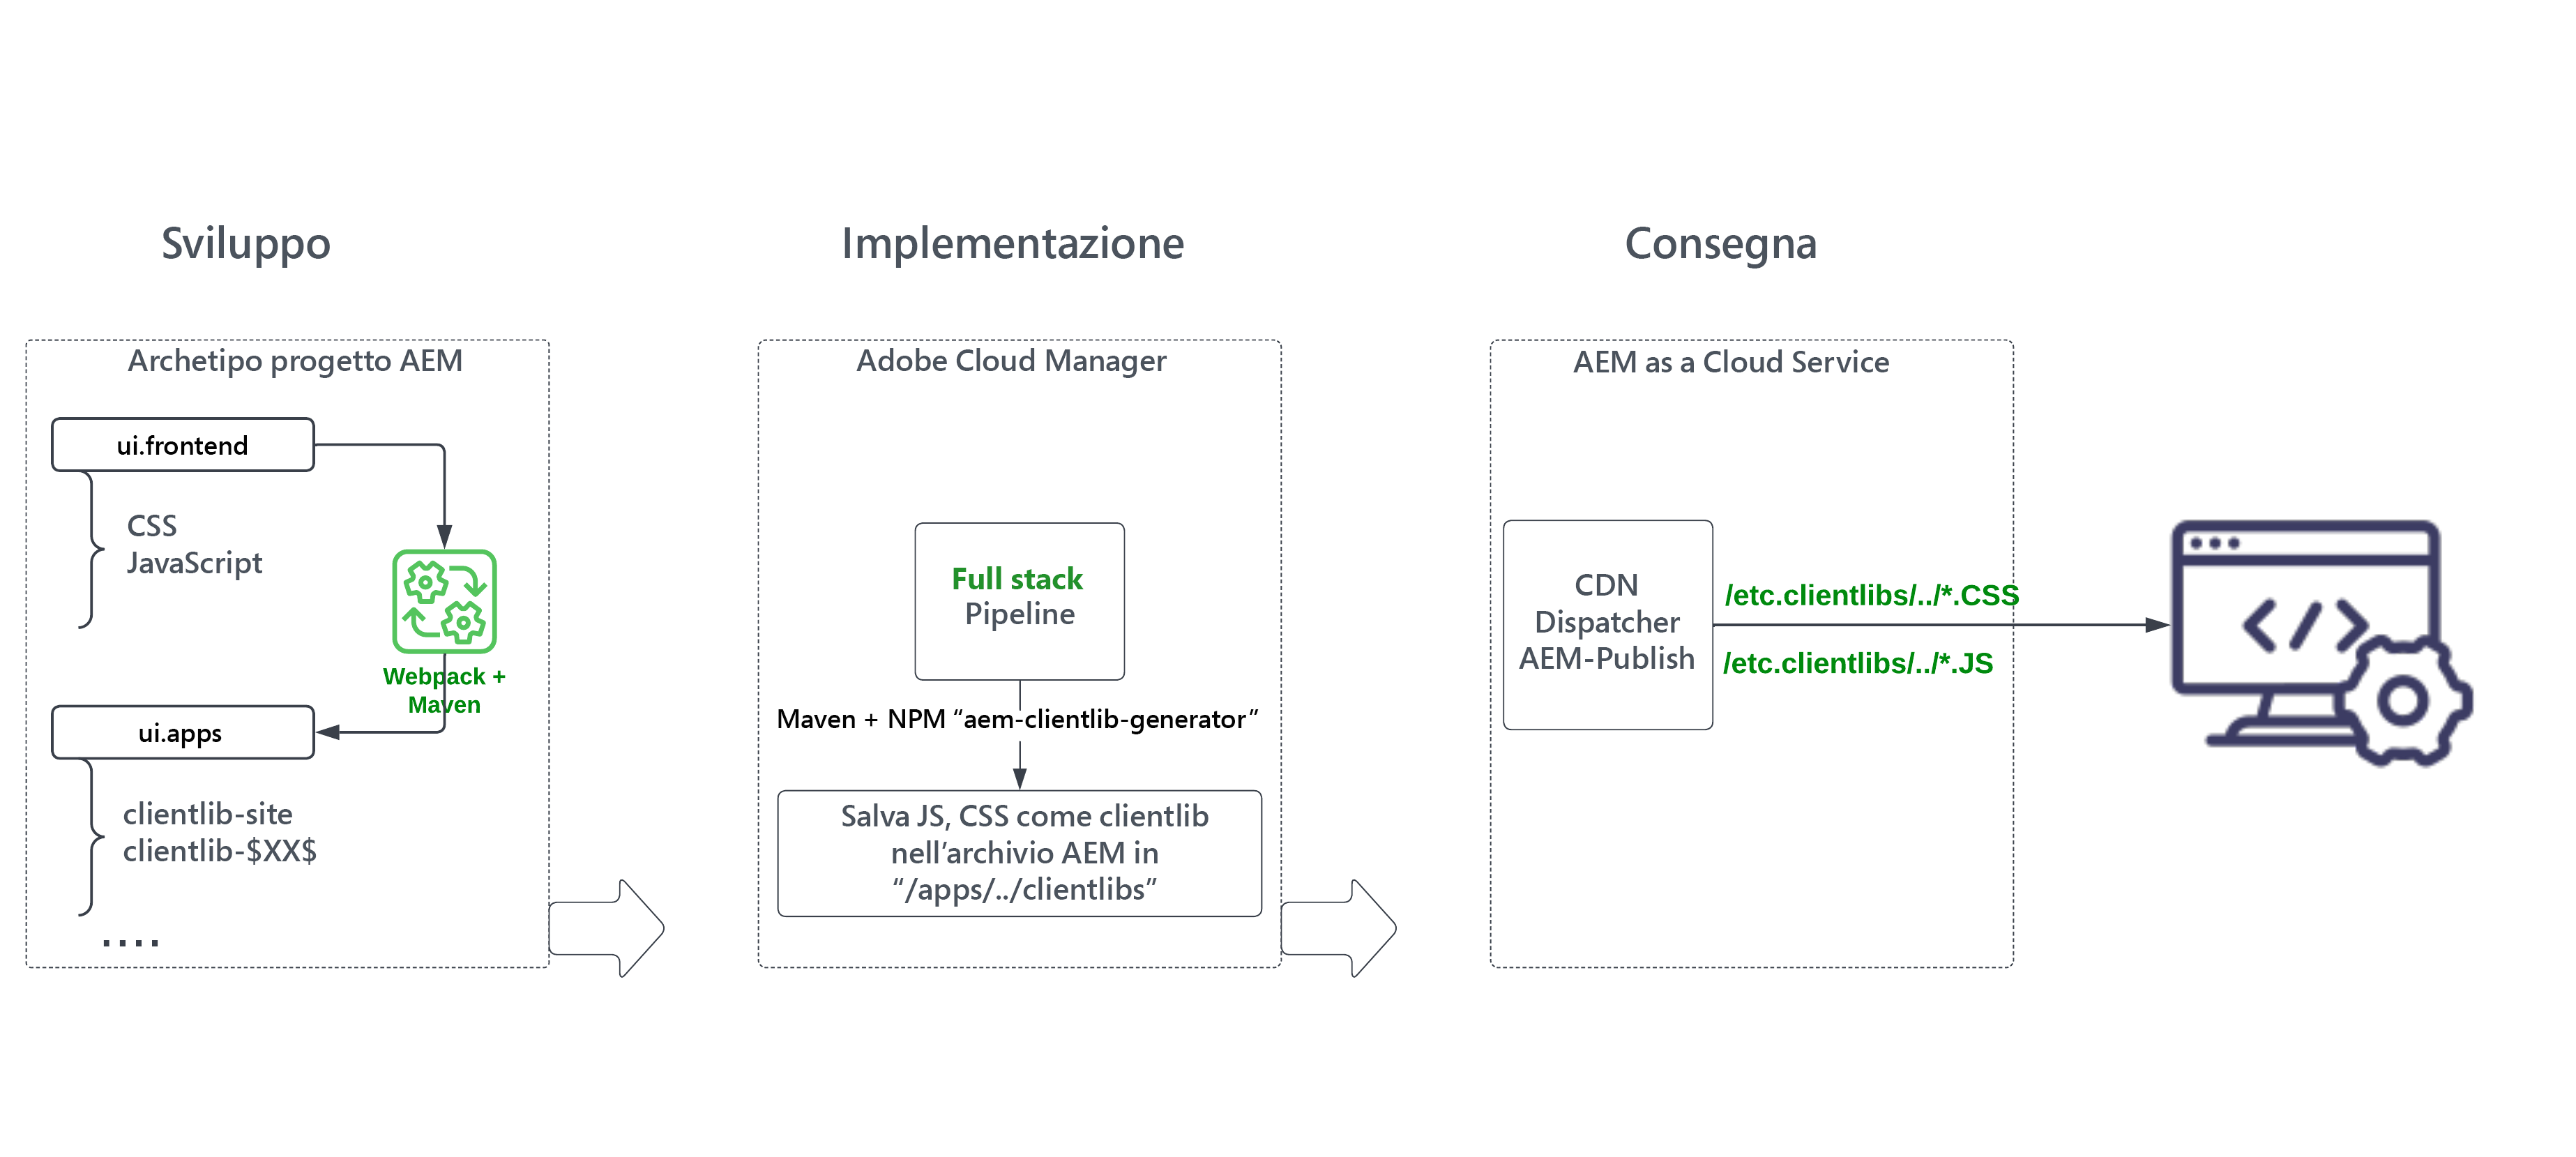 Sviluppo
Archetipo progetto AEM
ui.frontend
CSS
JavaScript
Webpack +
Maven
ui.apps
clientlib-site
clientlib-$XX$
....
Implementazione
Adobe Cloud Manager
Full stack
Pipeline
Maven + NPM “aem-clientlib-generator”
Salva JS, CSS come clientlib
nell’archivio AEM in
“/apps/../clientlibs”
Consegna
AEM as a Cloud Service
CDN
Dispatcher
AEM-Publish
/etc.clientlibs/../*.CSS
/etc.clientlibs/../*.JS